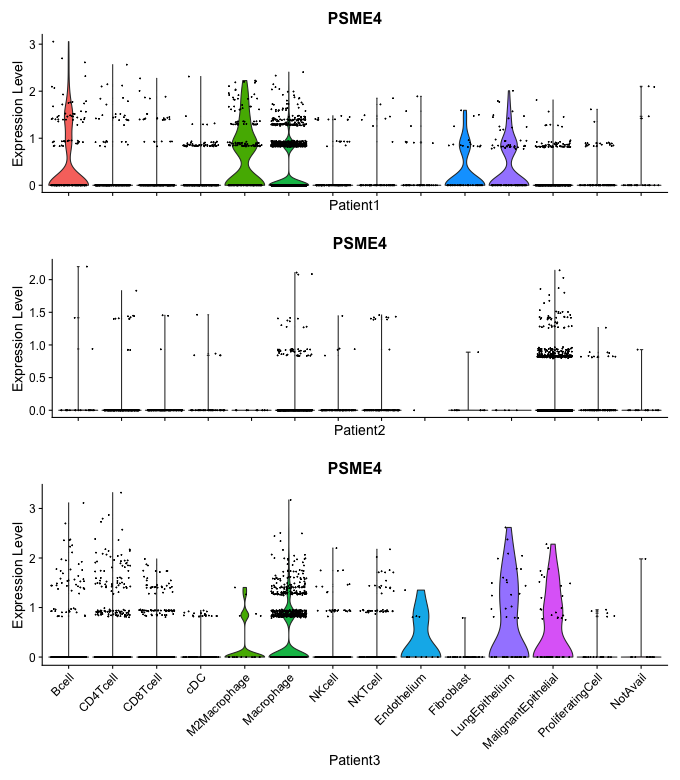 PSME4
Expression Level
3
2
1
0
Patient1
PSME4
Expression Level
2.0
1.5
1.0
0.5
0.0
Patient2
PSME4
Expression Level
3
2
1
0
Bcell
CD4Tcell
CD8Tcell
cDC
M2Macrophage
Macrophage
NKcell
NKTcell
Endothelium
Fibroblast
LungEpithelium
MalignantEpithelial
ProliferatingCell
NotAvail
Patient3